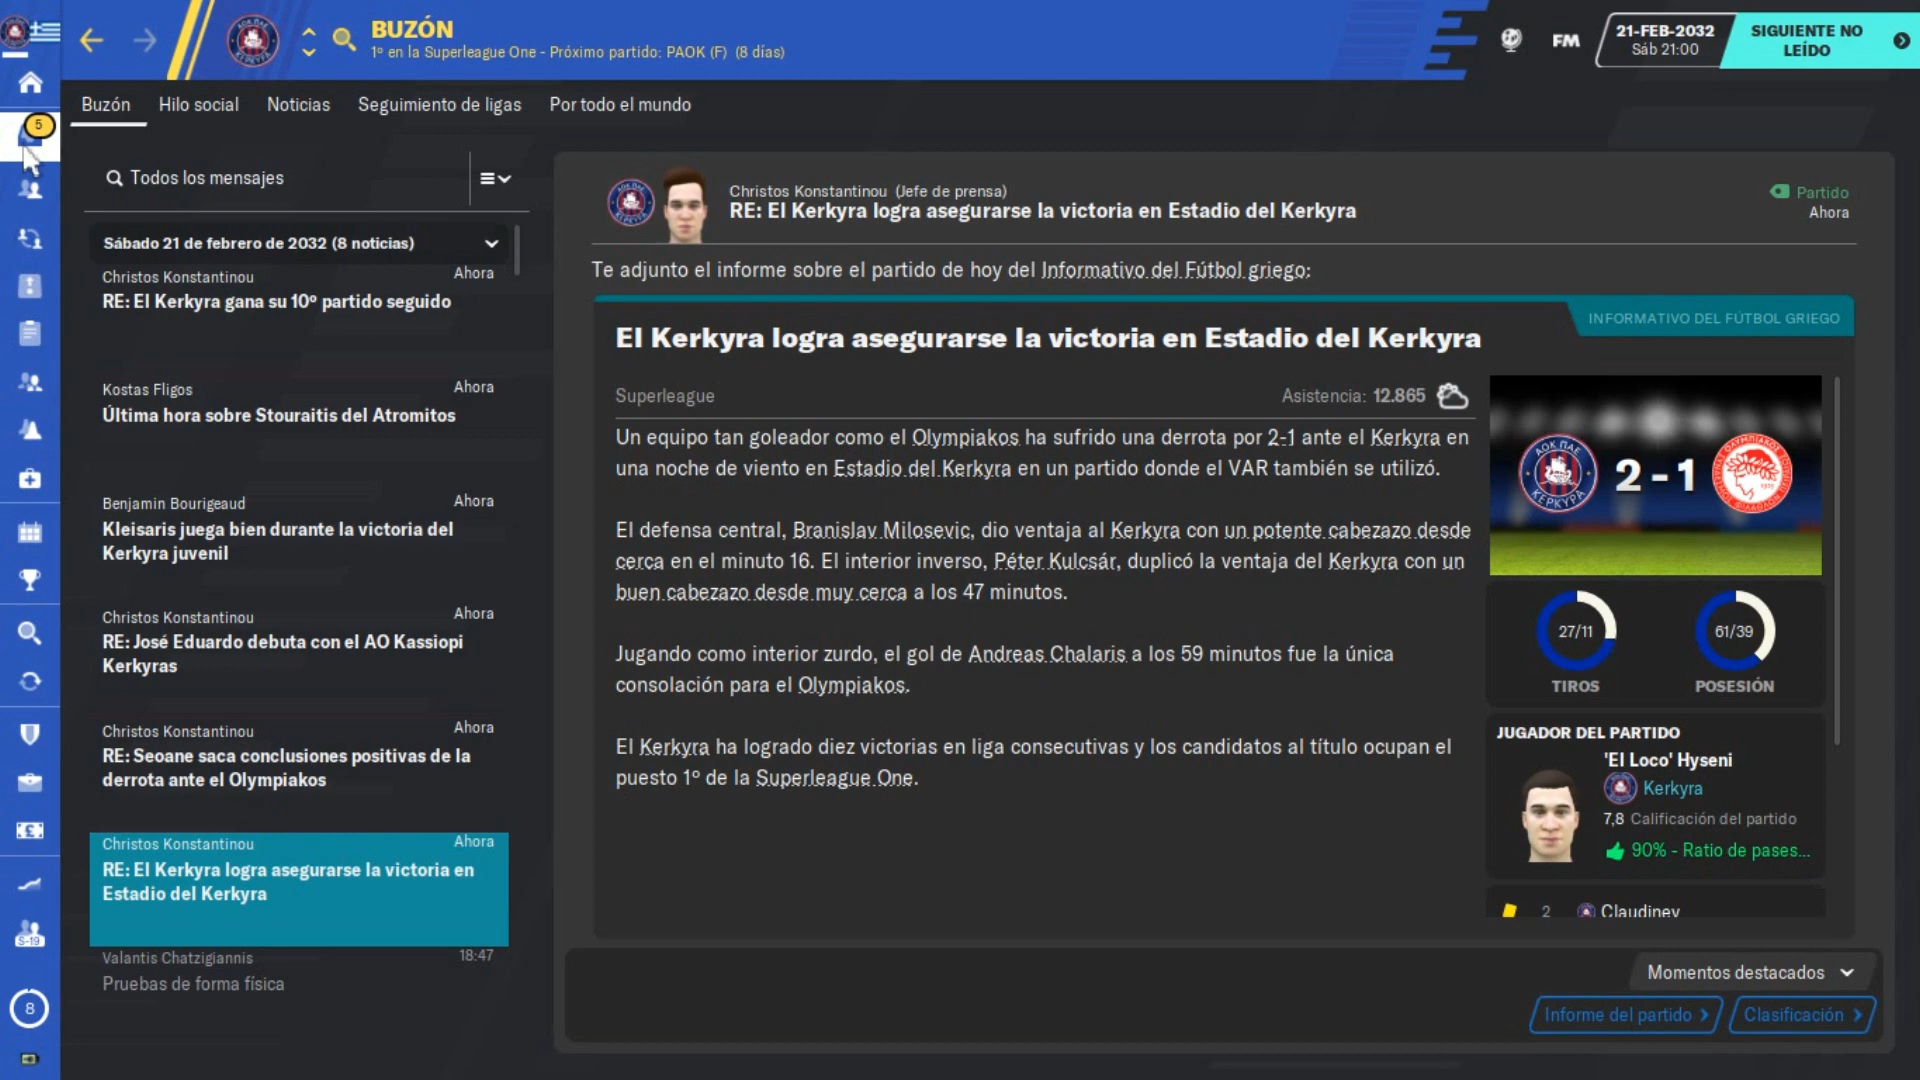 BUZÓN
1º en la Superleague One - Próximo partido: PAOK (F) (8 días)
FM
21-FEB-2032
Sáb 21:00
SIGUIENTE NO
LEÍDO
Buzón
Hilo social
Noticias
Seguimiento de ligas
Por todo el mundo
5
Todos los mensajes
Sábado 21 de febrero de 2032 (8 noticias)
Christos Konstantinou
Ahora
RE: El Kerkyra gana su 10º partido seguido
Kostas Fligos
Ahora
Última hora sobre Stouraitis del Atromitos
Benjamin Bourigeaud
Ahora
Kleisaris juega bien durante la victoria del
Kerkyra juvenil
Christos Konstantinou
Ahora
RE: José Eduardo debuta con el AO Kassiopi
Kerkyras
Christos Konstantinou
Ahora
RE: Seoane saca conclusiones positivas de la
derrota ante el Olympiakos
Christos Konstantinou
Ahora
RE: El Kerkyra logra asegurarse la victoria en
Estadio del Kerkyra
Valantis Chatzigiannis
18:47
Pruebas de forma física
S-19
8
Christos Konstantinou (Jefe de prensa)
RE: El Kerkyra logra asegurarse la victoria en Estadio del Kerkyra
Partido
Ahora
Te adjunto el informe sobre el partido de hoy del Informativo del Fútbol griego:
INFORMATIVO DEL FÚTBOL GRIEGO
El Kerkyra logra asegurarse la victoria en Estadio del Kerkyra
Superleague
Asistencia: 12.865
Un equipo tan goleador como el Olympiakos ha sufrido una derrota por 2-1 ante el Kerkyra en
una noche de viento en Estadio del Kerkyra en un partido donde el VAR también se utilizó.
El defensa central, Branislav Milosevic, dio ventaja al Kerkyra con un potente cabezazo desde
cerca en el minuto 16. El interior inverso, Péter Kulcsár, duplicó la ventaja del Kerkyra con un
buen cabezazo desde muy cerca a los 47 minutos.
Jugando como interior zurdo, el gol de Andreas Chalaris a los 59 minutos fue la única
consolación para el Olympiakos.
El Kerkyra ha logrado diez victorias en liga consecutivas y los candidatos al título ocupan el
puesto 1º de la Superleague One.
ΑΟΚ ΠΑΕ
ΚΕΡΚΥΡΑ
2 - 1
27/11
TIROS
61/39
POSESIÓN
JUGADOR DEL PARTIDO
'El Loco' Hyseni
Kerkyra
7,8 Calificación del partido
90% - Ratio de pases...
2
Claudiney
Momentos destacados
Informe del partido
Clasificación